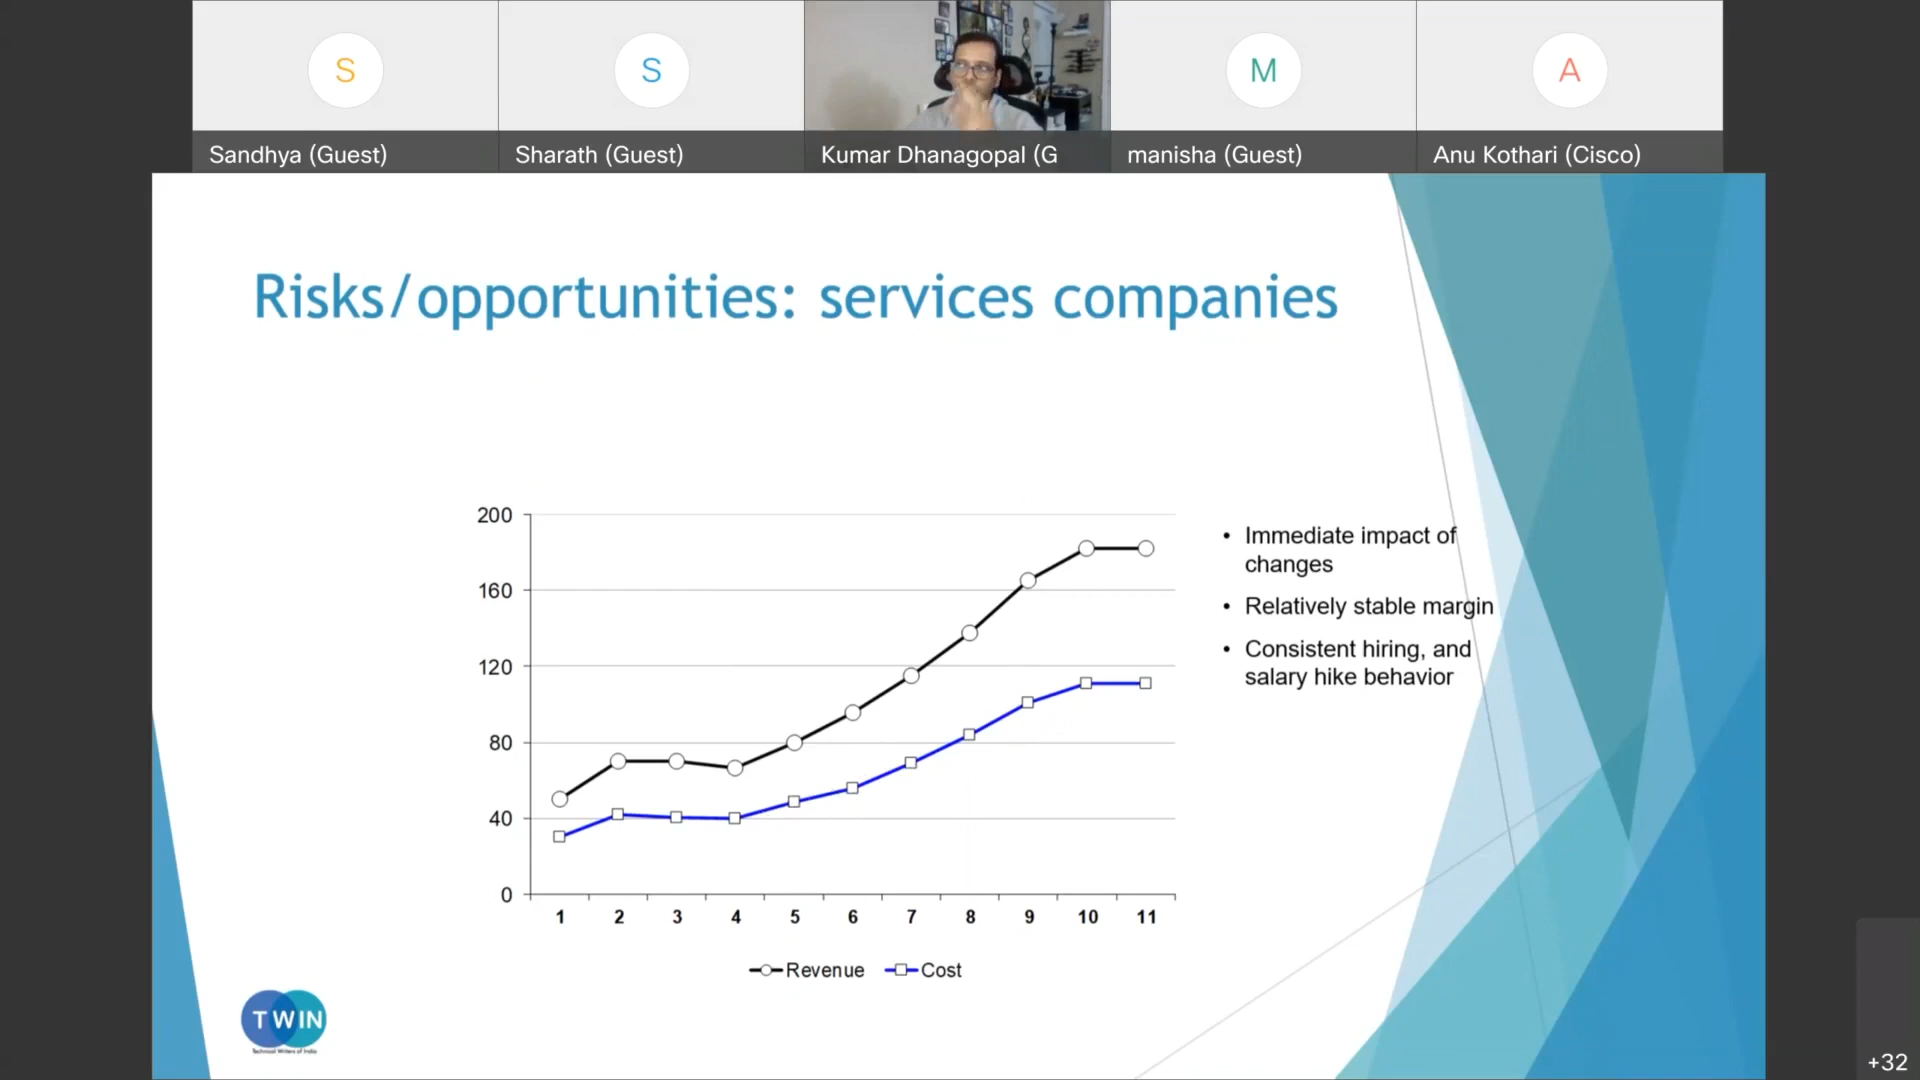 S
S
M
A
Sandhya (Guest)
Sharath (Guest)
Kumar Dhanagopal (G
manisha (Guest)
Anu Kothari (Cisco)
Risks/opportunities: services companies
200
160
120
80
40
0
1 2 3 4 5 6 7 8 9 10 11
Revenue Cost
• Immediate impact of
changes
• Relatively stable margin
• Consistent hiring, and
salary hike behavior
TWIN
Technical Writers of India
+32